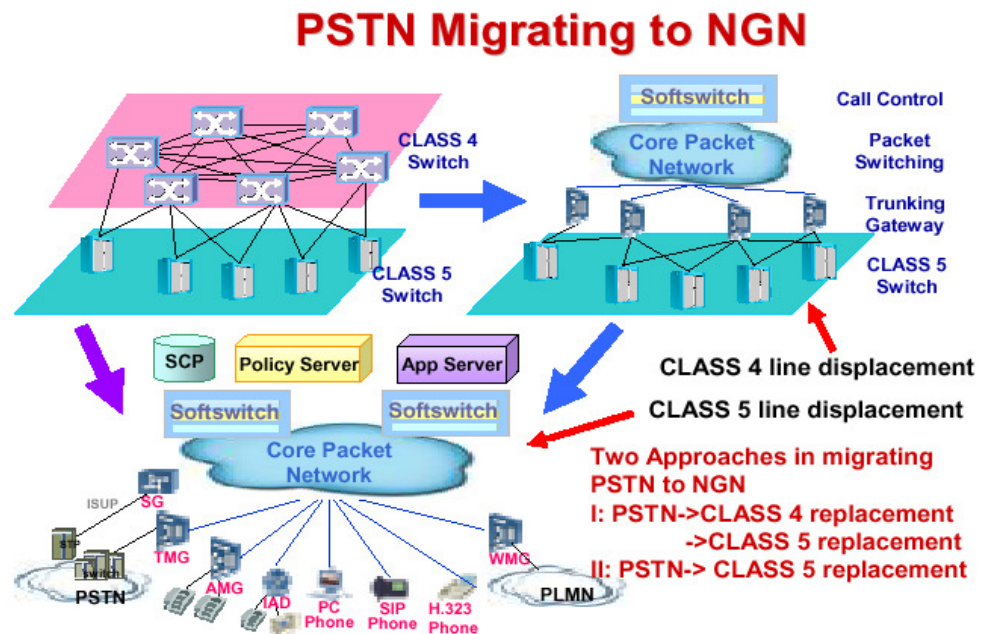 PSTN Migrating to NGN
CLASS 4
Switch
CLASS 5
Switch
Softswitch
Core Packet
Network
Call Control
Packet
Switching
Trunking
Gateway
CLASS 5
Switch
SCP
Policy Server
App Server
Softswitch
Softswitch
Core Packet
Network
CLASS 4 line displacement
CLASS 5 line displacement
Two Approaches in migrating
PSTN to NGN
I: PSTN->CLASS 4 replacement
->CLASS 5 replacement
II: PSTN-> CLASS 5 replacement
ISUP
SG
STP
switch
PSTN
TMG
AMG
IAD
PC
Phone
SIP
Phone
H.323
Phone
WMG
PLMN